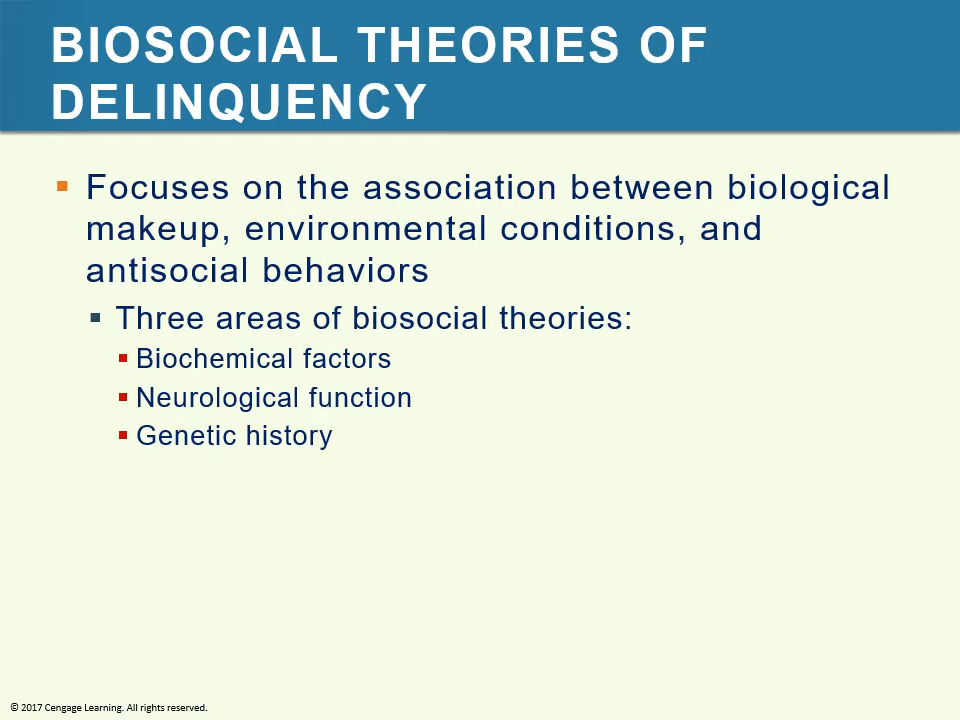 BIOSOCIAL THEORIES OF
DELINQUENCY
Focuses on the association between biological
makeup, environmental conditions, and
antisocial behaviors
Three areas of biosocial theories:
Biochemical factors
Neurological function
Genetic history
© 2017 Cengage Learning. All rights reserved.